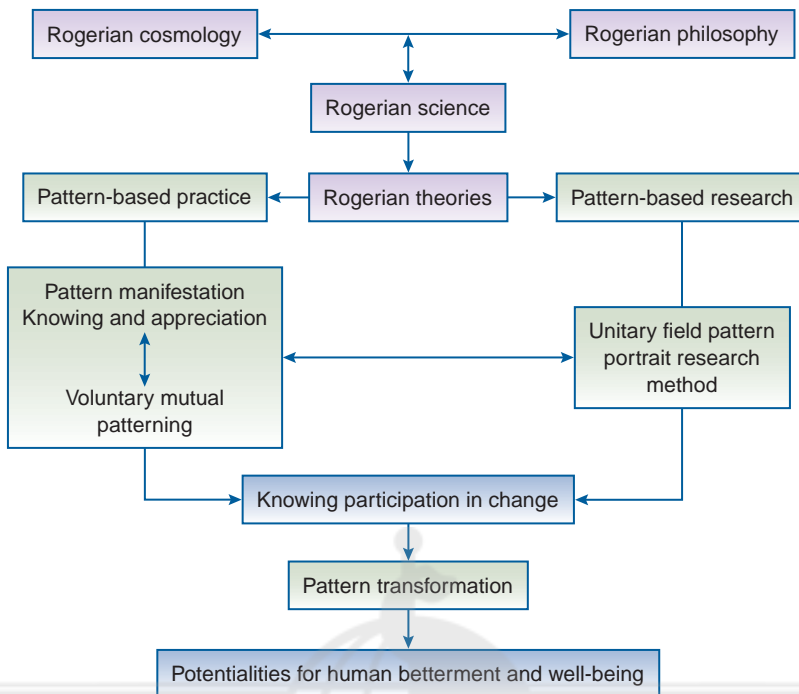 Rogerian cosmology
Rogerian philosophy
Rogerian science
Pattern-based practice
Rogerian theories
Pattern-based research
Pattern manifestation
Knowing and appreciation
Voluntary mutual
patterning
Unitary field pattern
portrait research
method
Knowing participation in change
Pattern transformation
Potentialities for human betterment and well-being